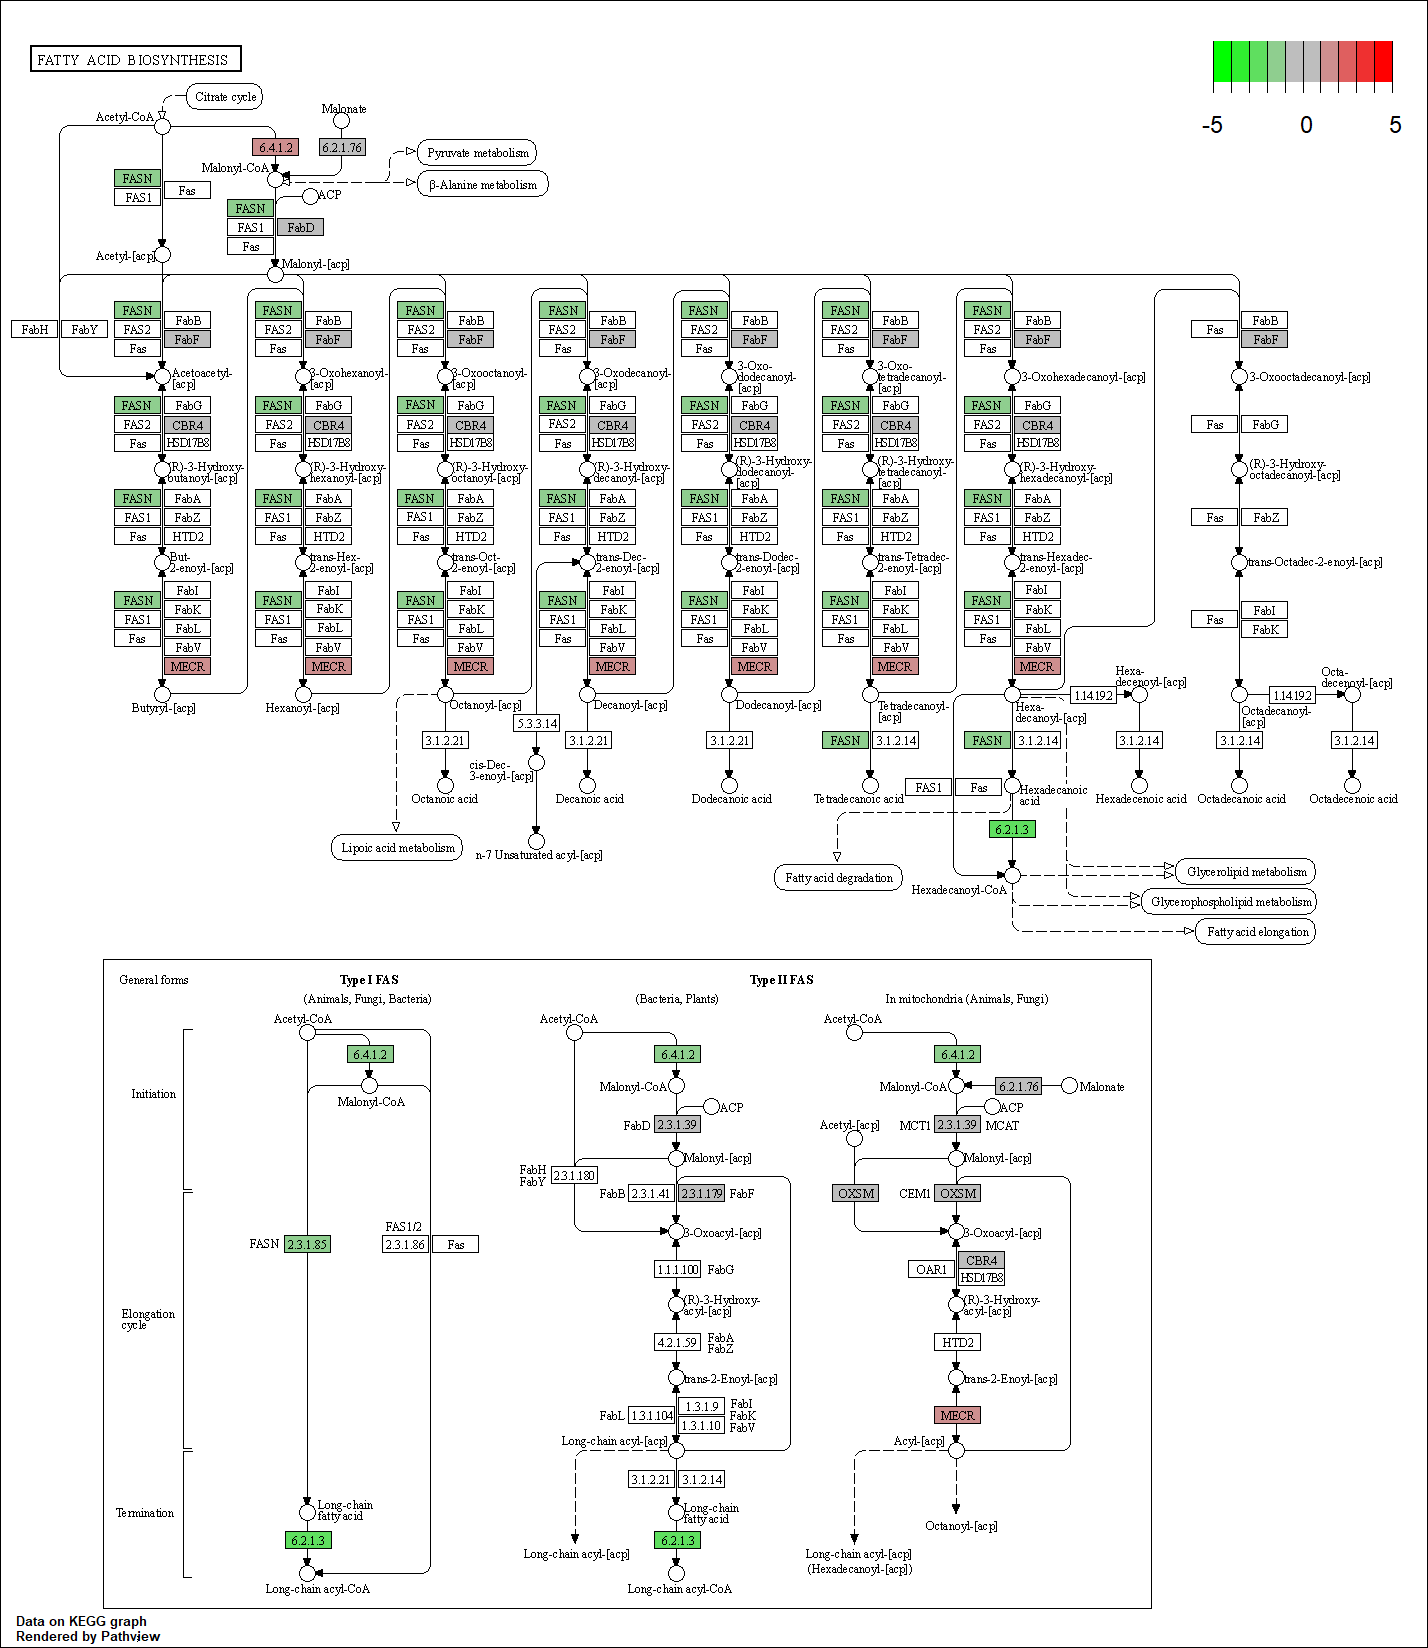 FATTY ACID BIOSYNTHESIS
-5 0 5
Citrate cycle
Acetyl-CoA
Malonate
6.4.1.2
6.2.1.76
Pyruvate metabolism
Malonyl-CoA
β-Alanine metabolism
FASN
FAS1
Fas
ACP
FASN
FAS1
Fas
FabD
Acetyl-[acp]
Malonyl-[acp]
FabH
FabY
FASN FabB FASN FabB FASN FabB FASN FabB FASN FabB FASN FabB FASN FabB Fas FabB
FAS2 FabF FAS2 FabF FAS2 FabF FAS2 FabF FAS2 FabF FAS2 FabF FAS2 FabF FabF
Fas Fas Fas Fas Fas Fas Fas
Acetoacetyl-
[acp]
3-Oxohexanoyl-
[acp]
3-Oxooctanoyl-
[acp]
3-Oxodecanoyl-
[acp]
3-Oxo-
dodecanoyl-
[acp]
3-Oxo-
tetradecanoyl-
[acp]
3-Oxohexadecanoyl-[acp]
3-Oxooctadecanoyl-[acp]
FASN FabG FASN FabG FASN FabG FASN FabG FASN FabG FASN FabG FASN FabG
FAS2 CBR4 FAS2 CBR4 FAS2 CBR4 FAS2 CBR4 FAS2 CBR4 FAS2 CBR4 FAS2 CBR4 Fas FabG
Fas HSD17B8 Fas HSD17B8 Fas HSD17B8 Fas HSD17B8 Fas HSD17B8 Fas HSD17B8 Fas HSD17B8
(R)-3-Hydroxy-
butanoyl-[acp]
(R)-3-Hydroxy-
hexanoyl-[acp]
(R)-3-Hydroxy-
octanoyl-[acp]
(R)-3-Hydroxy-
decanoyl-[acp]
(R)-3-Hydroxy-
dodecanoyl-
[acp]
(R)-3-Hydroxy-
tetradecanoyl-
[acp]
(R)-3-Hydroxy-
hexadecanoyl-[acp]
(R)-3-Hydroxy-
octadecanoyl-[acp]
FASN FabA FASN FabA FASN FabA FASN FabA FASN FabA FASN FabA FASN FabA
FAS1 FabZ FAS1 FabZ FAS1 FabZ FAS1 FabZ FAS1 FabZ FAS1 FabZ FAS1 FabZ Fas FabZ
Fas HTD2 Fas HTD2 Fas HTD2 Fas HTD2 Fas HTD2 Fas HTD2 Fas HTD2
But-
2-enoyl-[acp]
trans-Hex-
2-enoyl-[acp]
trans-Oct-
2-enoyl-[acp]
trans-Dec-
2-enoyl-[acp]
trans-Dodec-
2-enoyl-[acp]
trans-Tetradec-
2-enoyl-[acp]
trans-Hexadec-
2-enoyl-[acp]
trans-Octadec-2-enoyl-[acp]
FabI FabI FabI FabI FabI FabI FabI
FASN FabK FASN FabK FASN FabK FASN FabK FASN FabK FASN FabK FASN FabK Fas FabI
FAS1 FabL FAS1 FabL FAS1 FabL FAS1 FabL FAS1 FabL FAS1 FabL FAS1 FabL FabK
Fas FabV Fas FabV Fas FabV Fas FabV Fas FabV Fas FabV Fas FabV
MECR MECR MECR MECR MECR MECR MECR
Butyryl-[acp]
Hexanoyl-[acp]
Octanoyl-[acp]
Decanoyl-[acp]
Dodecanoyl-[acp]
Tetradecanoyl-
[acp]
Hexa-
decanoyl-[acp]
1.14.19.2
Hexa-
decenoyl-[acp]
Octadecanoyl-
[acp]
1.14.19.2
Octa-
decenoyl-[acp]
5.3.3.14
3.1.2.21 3.1.2.21 3.1.2.21 FASN 3.1.2.14 FASN 3.1.2.14 3.1.2.14 3.1.2.14 3.1.2.14
cis-Dec-
3-enoyl-[acp]
Octanoic acid
Decanoic acid
Dodecanoic acid
Tetradecanoic acid
FAS1
Fas
Hexadecanoic
acid
Hexadecenoic acid
Octadecanoic acid
Octadecenoic acid
6.2.1.3
Lipoic acid metabolism
n-7 Unsaturated acyl-[acp]
Fatty acid degradation
Hexadecanoyl-CoA
Glycerolipid metabolism
Glycerophospholipid metabolism
Fatty acid elongation
General forms
Type I FAS
(Animals, Fungi, Bacteria)
Type II FAS
(Bacteria, Plants)
In mitochondria (Animals, Fungi)
Initiation
Elongation
cycle
Termination
Acetyl-CoA
6.4.1.2
Malonyl-CoA
FASN
2.3.1.85
FAS1/2
2.3.1.86
Fas
Long-chain
fatty acid
6.2.1.3
Long-chain acyl-CoA
Acetyl-CoA
6.4.1.2
Malonyl-CoA
ACP
FabD
2.3.1.39
Malonyl-[acp]
FabH
FabY
2.3.1.180
FabB
2.3.1.41
2.3.1.179
FabF
3-Oxoacyl-[acp]
1.1.1.100
FabG
(R)-3-Hydroxy-
acyl-[acp]
4.2.1.59
FabA
FabZ
trans-2-Enoyl-[acp]
FabL
1.3.1.104
1.3.1.9
1.3.1.10
FabI
FabK
FabV
Long-chain acyl-[acp]
3.1.2.21
3.1.2.14
Long-chain
fatty acid
6.2.1.3
Long-chain acyl-[acp]
Long-chain acyl-CoA
Acetyl-CoA
6.4.1.2
Malonyl-CoA
6.2.1.76
Malonate
ACP
Acetyl-[acp]
MCT1
2.3.1.39
MCAT
Malonyl-[acp]
OXSM
CEM1
OXSM
3-Oxoacyl-[acp]
OAR1
CBR4
HSD17B8
(R)-3-Hydroxy-
acyl-[acp]
HTD2
trans-2-Enoyl-[acp]
MECR
Acyl-[acp]
Octanoyl-[acp]
Long-chain acyl-[acp]
(Hexadecanoyl-[acp])
Data on KEGG graph
Rendered by Pathview